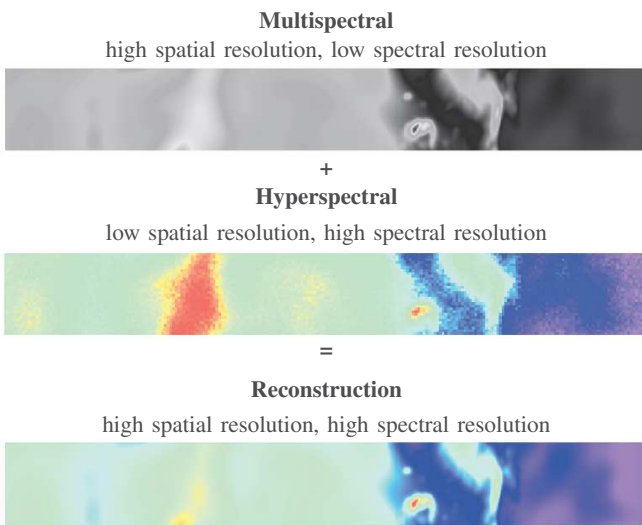 Multispectral
high spatial resolution, low spectral resolution
+
Hyperspectral
low spatial resolution, high spectral resolution
=
Reconstruction
high spatial resolution, high spectral resolution